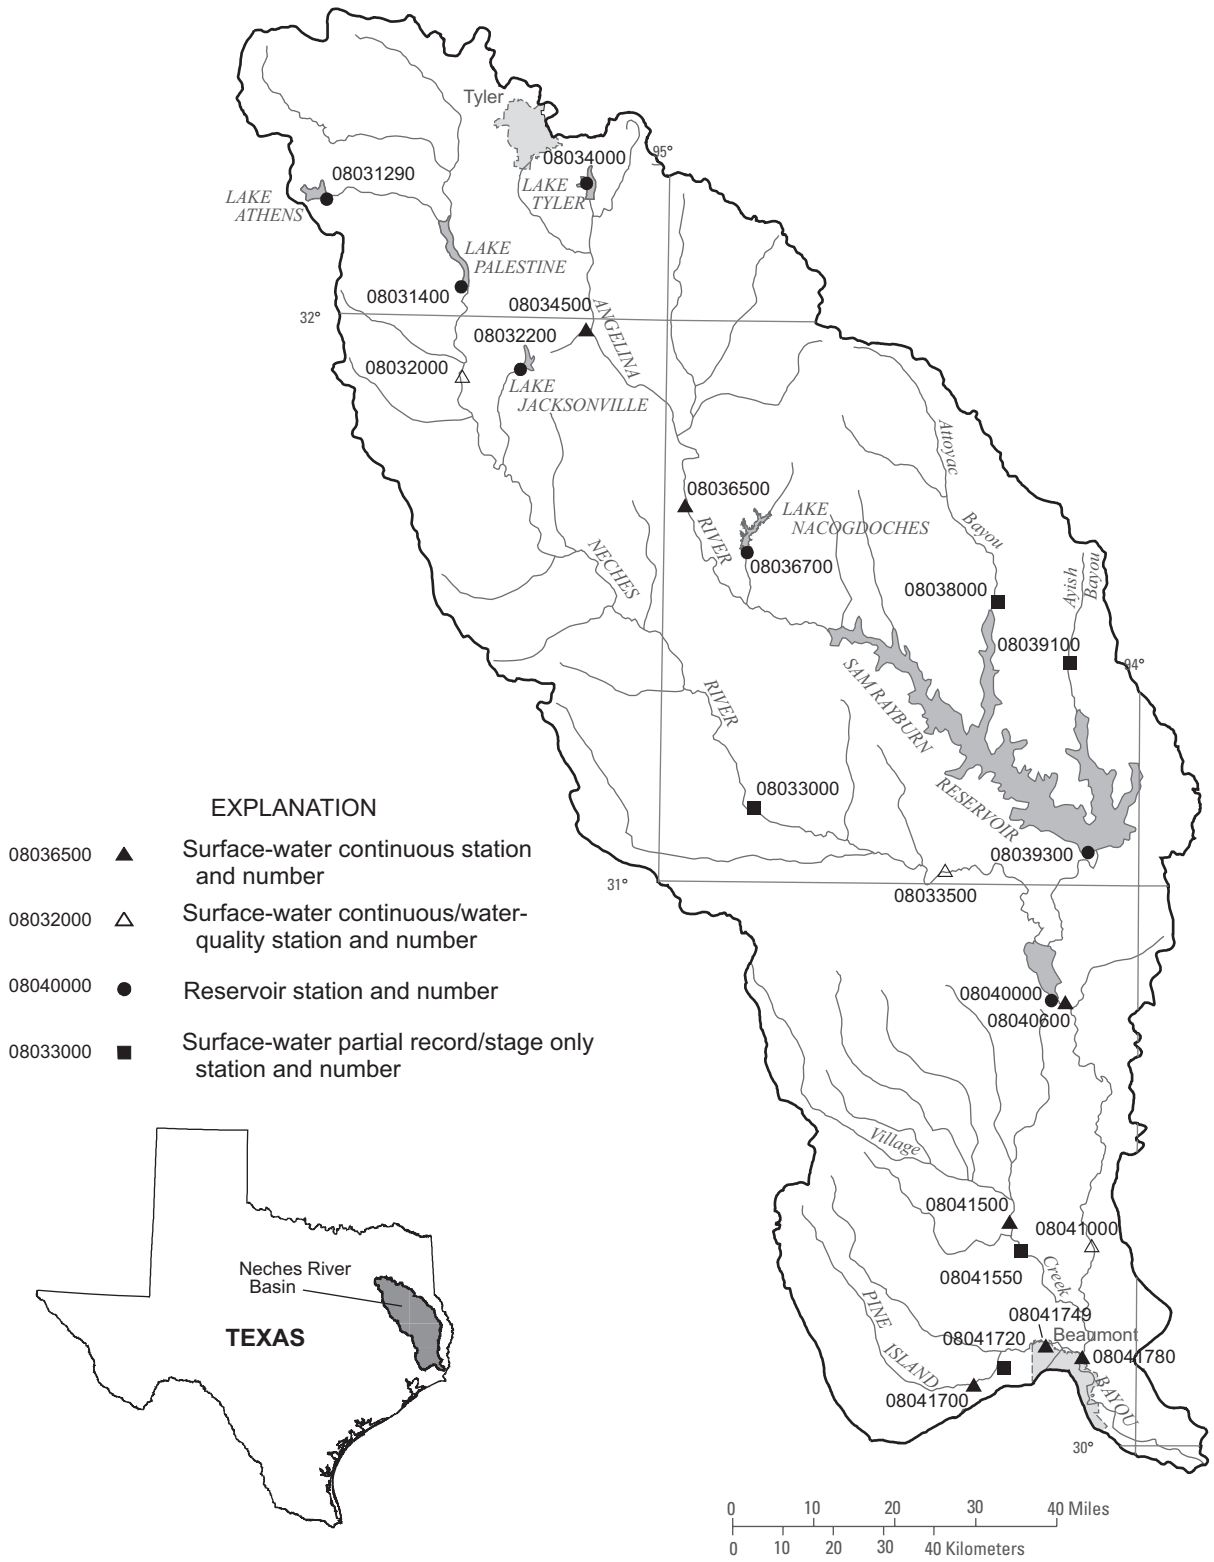 Tyler
08034000
95°
08031290
LAKE
ATHENS
LAKE
TYLER
LAKE
PALESTINE
08031400
08034500
ANGELINA
32°
08032200
08032000
LAKE
JACKSONVILLE
Attoyac
08036500
LAKE
NACOGDOCHES
RIVER
Bayou
NECHES
08036700
08038000
Ayish
Bayou
08039100
94°
SAM RAYBURN
RIVER
08033000
RESERVOIR
08039300
31°
08033500
EXPLANATION
08036500 Surface-water continuous station
and number
08032000 Surface-water continuous/water-
quality station and number
08040000 Reservoir station and number
08033000 Surface-water partial record/stage only
station and number
08040000
08040600
Village
08041500
08041000
08041550
Creek
08041749
PINE
08041720
Beaumont
ISLAND
08041780
08041700
BAYOU
30°
Neches River
Basin
TEXAS
0 10 20 30 40 Miles
0 10 20 30 40 Kilometers